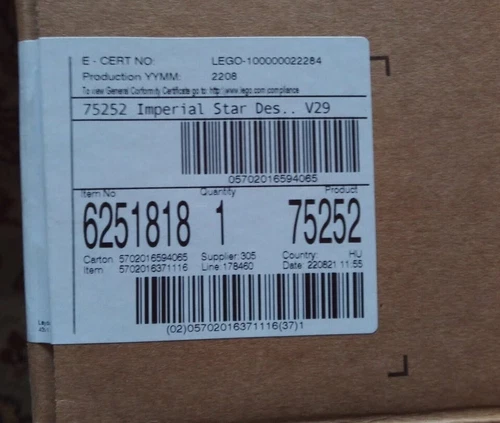 E - CERT NO: LEGO-100000022284
Production YYMM: 2208
To view General Conformity Certificate go to: http://www.lego.com.compliance
75252 Imperial Star Des.. V29
05702016594065
Item No Quantity Product
6251818 1 75252
Carton 5702016594065 Supplier 305 Country: HU
Item 5702016371116 Line: 178460 Date: 220821 11:55
(02)05702016371116(37)1